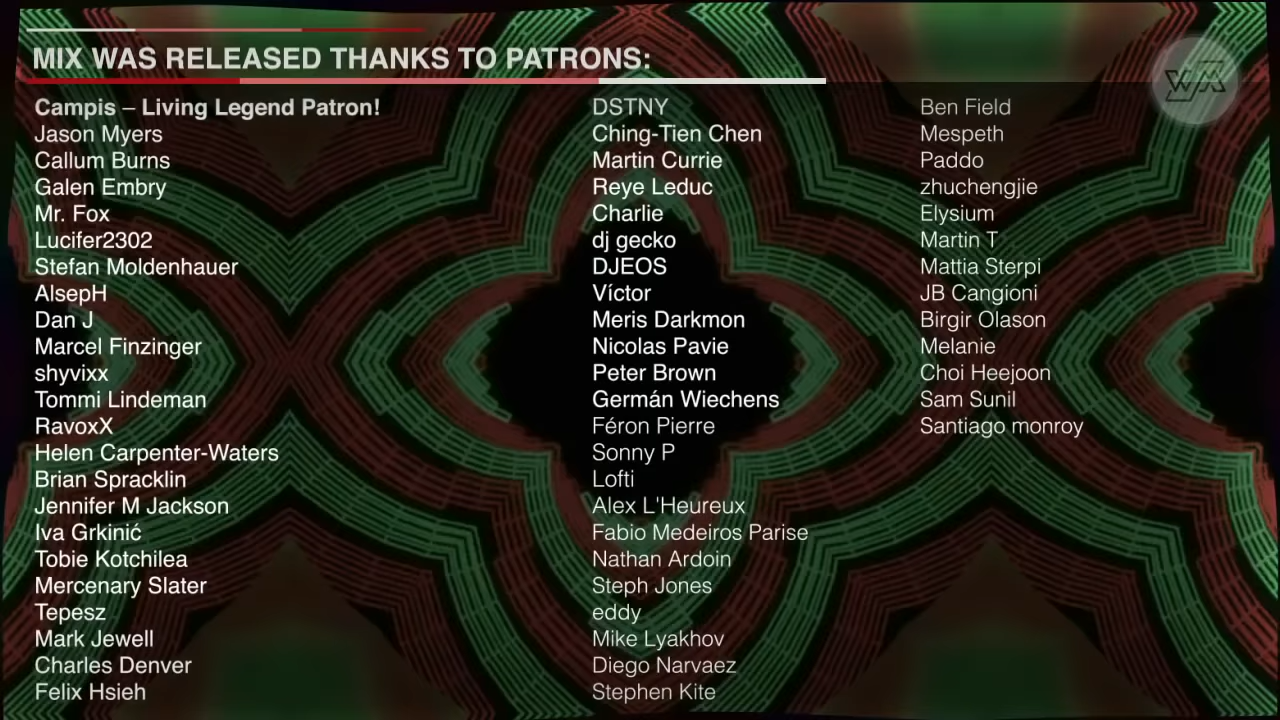 MIX WAS RELEASED THANKS TO PATRONS:
WM
Campis – Living Legend Patron!
Jason Myers
Callum Burns
Galen Embry
Mr. Fox
Lucifer2302
Stefan Moldenhauer
AlsepH
Dan J
Marcel Finzinger
shyvixx
Tommi Lindeman
RavoxX
Helen Carpenter-Waters
Brian Spracklin
Jennifer M Jackson
Iva Grkinić
Tobie Kotchilea
Mercenary Slater
Tepesz
Mark Jewell
Charles Denver
Felix Hsieh
DSTNY
Ching-Tien Chen
Martin Currie
Reye Leduc
Charlie
dj gecko
DJEOS
Víctor
Meris Darkmon
Nicolas Pavie
Peter Brown
Germán Wiechens
Féron Pierre
Sonny P
Lofti
Alex L'Heureux
Fabio Medeiros Parise
Nathan Ardoin
Steph Jones
eddy
Mike Lyakhov
Diego Narvaez
Stephen Kite
Ben Field
Mespeth
Paddo
zhuchengjie
Elysium
Martin T
Mattia Sterpi
JB Cangioni
Birgir Olason
Melanie
Choi Heejoon
Sam Sunil
Santiago monroy